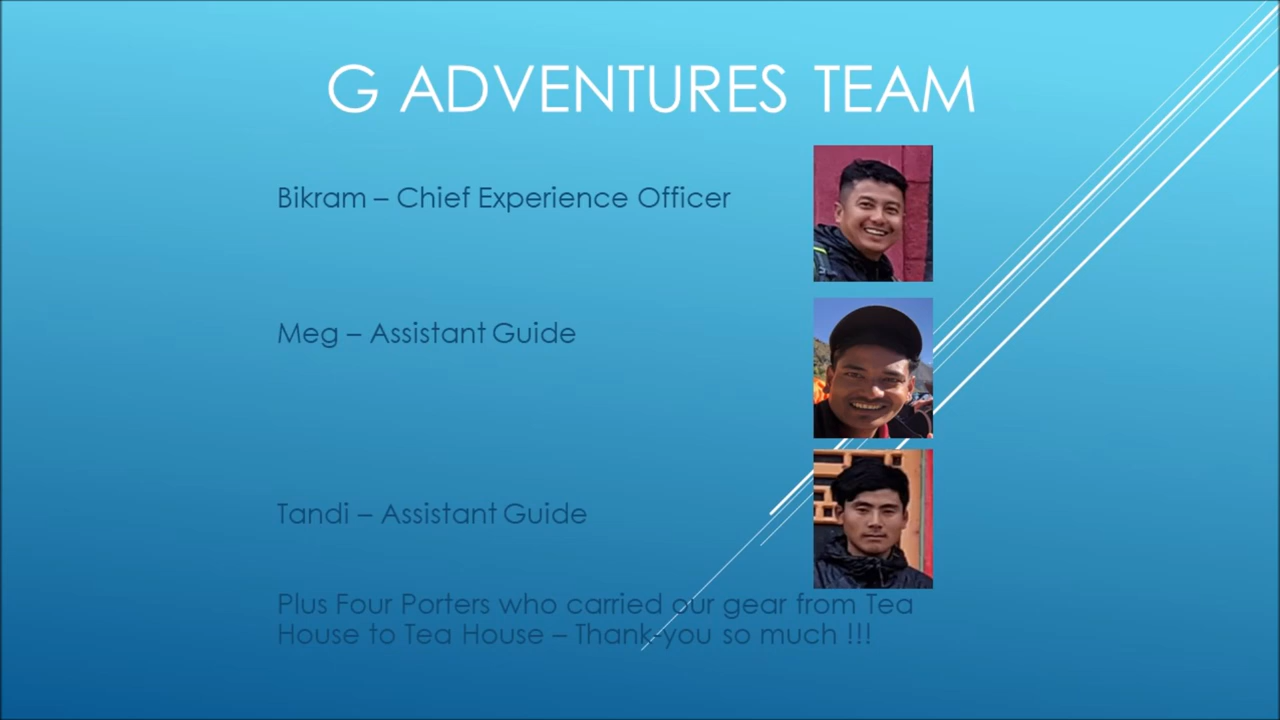 G ADVENTURES TEAM
Bikram – Chief Experience Officer
Meg – Assistant Guide
Tandi – Assistant Guide
Plus Four Porters who carried our gear from Tea
House to Tea House – Thank-you so much !!!